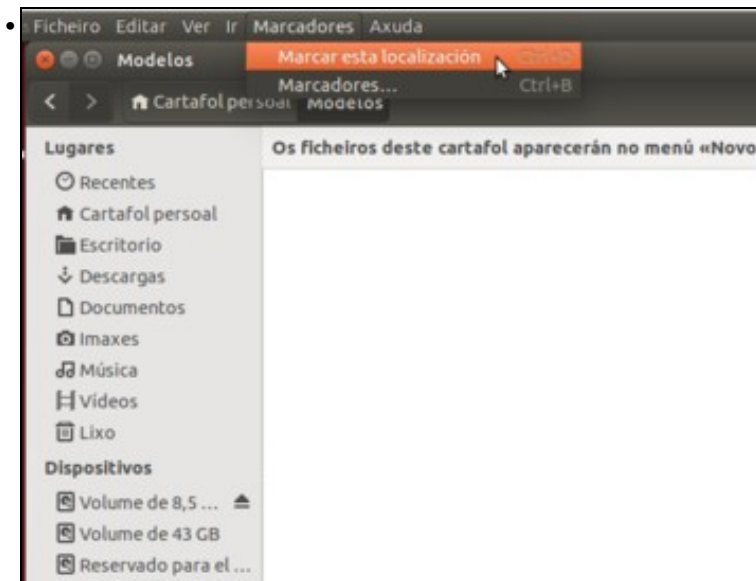 Ficheiro Editar Ver Ir Marcadores Axuda
Modelos
Marcar esta localización Ctrl+D
Marcadores... Ctrl+B
Cartafol persoal Modelos
Lugares
Os ficheiros deste cartafol aparecerán no menú «Novo
Recentes
Cartafol persoal
Escritorio
Descargas
Documentos
Imaxes
Música
Vídeos
Lixo
Dispositivos
Volume de 8,5 ...
Volume de 43 GB
Reservado para el ...